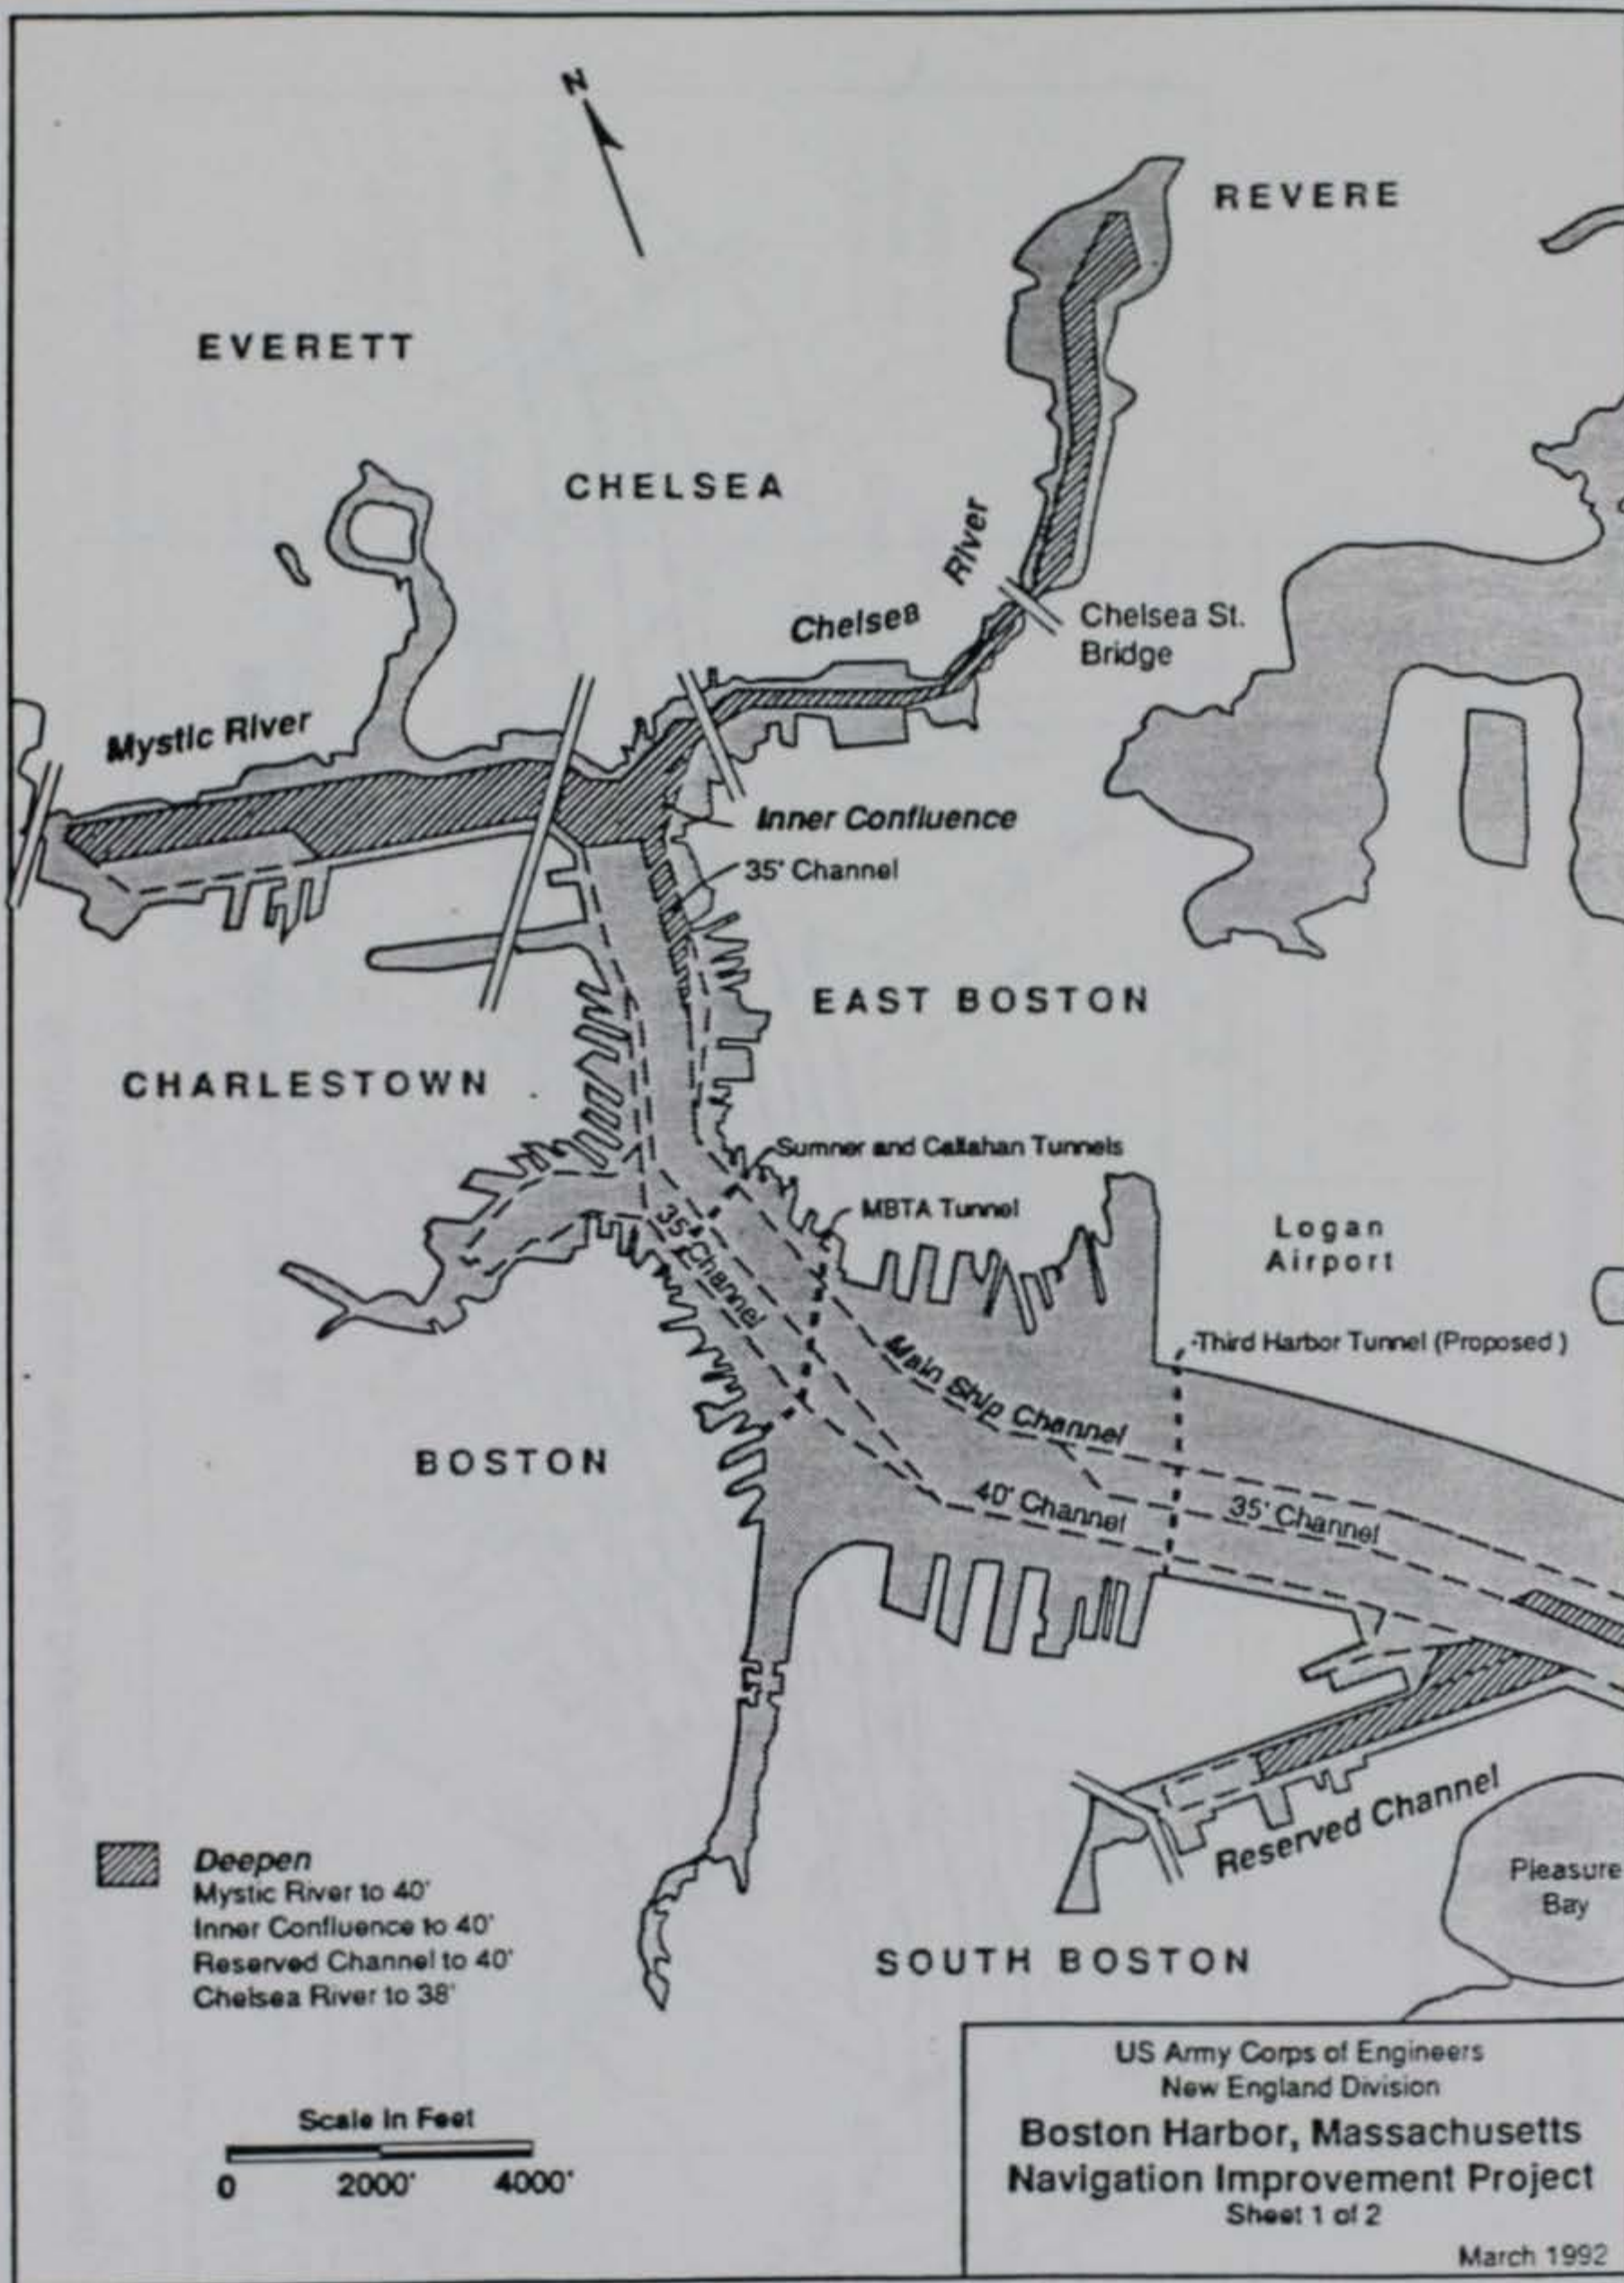 N
REVERE
EVERETT
CHELSEA
Chelsea River
Chelsea St.
Bridge
Mystic River
Inner Confluence
35' Channel
EAST BOSTON
CHARLESTOWN
Sumner and Callahan Tunnels
MBTA Tunnel
35' Channel
Logan
Airport
Third Harbor Tunnel (Proposed)
Main Ship Channel
BOSTON
40' Channel
35' Channel
Reserved Channel
Pleasure
Bay
Deepen
Mystic River to 40'
Inner Confluence to 40'
Reserved Channel to 40'
Chelsea River to 38'
SOUTH BOSTON
Scale in Feet
0 2000' 4000'
US Army Corps of Engineers
New England Division
Boston Harbor, Massachusetts
Navigation Improvement Project
Sheet 1 of 2
March 1992